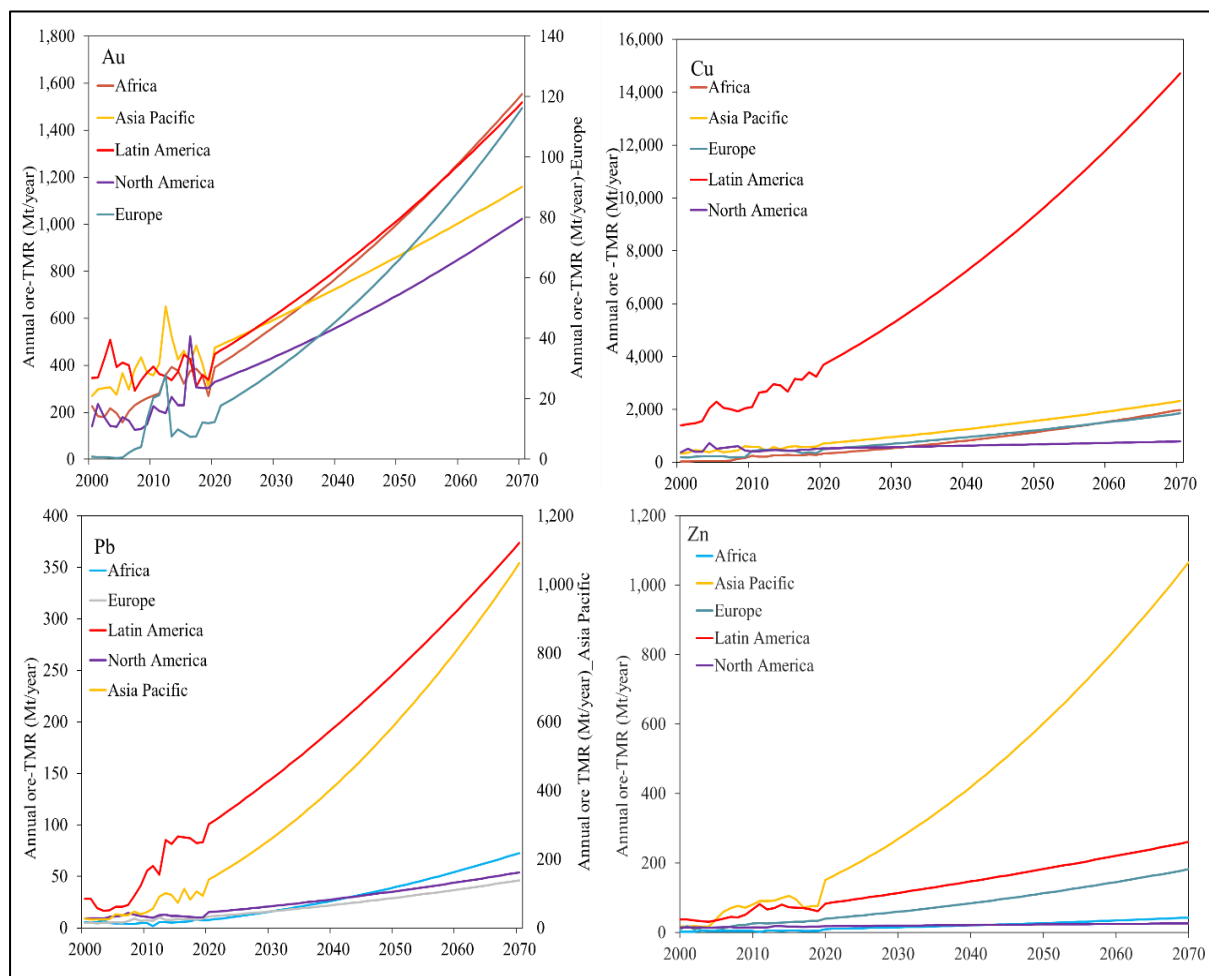 Au
Annual ore-TMR (Mt/year)
1,800
1,600
1,400
1,200
1,000
800
600
400
200
0
Africa
Asia Pacific
Latin America
North America
Europe
140
120
100
80
60
40
20
0
Annual ore-TMR (Mt/year)-Europe
2000 2010 2020 2030 2040 2050 2060 2070
Cu
Annual ore -TMR (Mt/year)
16,000
14,000
12,000
10,000
8,000
6,000
4,000
2,000
0
Africa
Asia Pacific
Europe
Latin America
North America
2000 2010 2020 2030 2040 2050 2060 2070
Pb
Annual ore-TMR (Mt/year)
400
350
300
250
200
150
100
50
0
Africa
Europe
Latin America
North America
Asia Pacific
1,200
1,000
800
600
400
200
0
Annual ore TMR (Mt/year)_Asia Pacific
2000 2010 2020 2030 2040 2050 2060 2070
Zn
Annual ore-TMR (Mt/year)
1,200
1,000
800
600
400
200
0
Africa
Asia Pacific
Europe
Latin America
North America
2000 2010 2020 2030 2040 2050 2060 2070